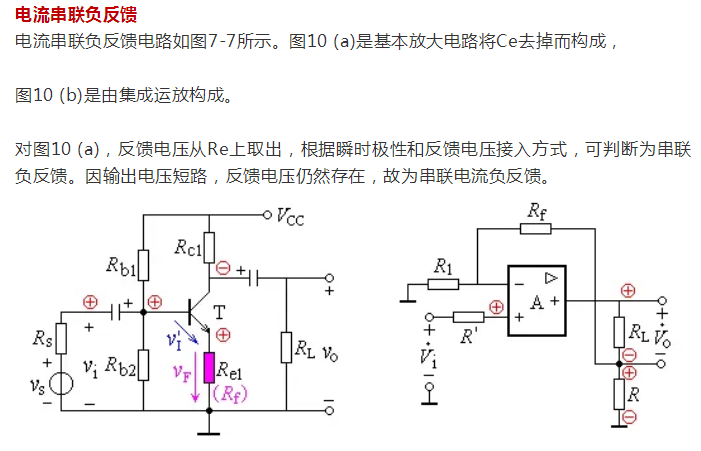 电流串联负反馈
电流串联负反馈电路如图7-7所示。图10 (a)是基本放大电路将Ce去掉而构成，
图10 (b)是由集成运放构成。
对图10 (a)，反馈电压从Re上取出，根据瞬时极性和反馈电压接入方式，可判断为串联
负反馈。因输出电压短路，反馈电压仍然存在，故为串联电流负反馈。
VCC
Rc1
Rb1
T
Rs
vi
Rb2
v'I
vF
Re1
(Rf)
RL
vo
vs
Rf
R1
A
R'
V̇i
RL
V̇o
R